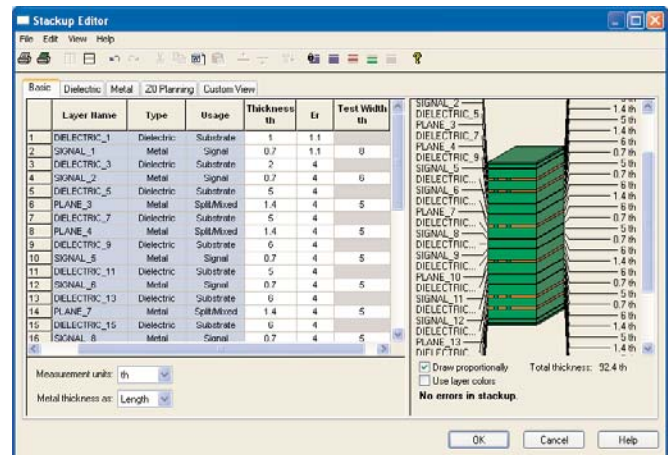 Stackup Editor
File Edit View Help
Basic Dielectric Metal Z0 Planning Custom View
Layer Name Type Usage Thickness th Er Test Width th
1 DIELECTRIC_1 Dielectric Substrate 1 1.1
2 SIGNAL_1 Metal Signal 0.7 1.1 8
3 DIELECTRIC_3 Dielectric Substrate 2 4
4 SIGNAL_2 Metal Signal 0.7 4 6
5 DIELECTRIC_5 Dielectric Substrate 5 4
6 PLANE_3 Metal Split/Mixed 1.4 4 5
7 DIELECTRIC_7 Dielectric Substrate 5 4
8 PLANE_4 Metal Split/Mixed 1.4 4 5
9 DIELECTRIC_9 Dielectric Substrate 6 4
10 SIGNAL_5 Metal Signal 0.7 4 5
11 DIELECTRIC_11 Dielectric Substrate 5 4
12 SIGNAL_6 Metal Signal 0.7 4 5
13 DIELECTRIC_13 Dielectric Substrate 6 4
14 PLANE_7 Metal Split/Mixed 1.4 4 5
15 DIELECTRIC_15 Dielectric Substrate 6 4
16 SIGNAL_8 Metal Signal 0.7 4 5
SIGNAL_2
DIELECTRIC_5
PLANE_3
DIELECTRIC_7
PLANE_4
DIELECTRIC_9
SIGNAL_5
DIELECTRIC...
SIGNAL_6
DIELECTRIC...
PLANE_7
DIELECTRIC...
SIGNAL_8
DIELECTRIC...
SIGNAL_9
DIELECTRIC...
PLANE_10
DIELECTRIC...
SIGNAL_11
DIELECTRIC...
SIGNAL_12
DIELECTRIC...
PLANE_13
DIELECTRIC...
1.4 th
5 th
1.4 th
6 th
0.7 th
5 th
0.7 th
6 th
1.4 th
6 th
0.7 th
5 th
0.7 th
6 th
1.4 th
6 th
0.7 th
5 th
0.7 th
6 th
1.4 th
5 th
1.4 th
Measurement units: th
Metal thickness as: Length
Draw proportionally Total thickness: 92.4 th
Use layer colors
No errors in stackup.
OK Cancel Help